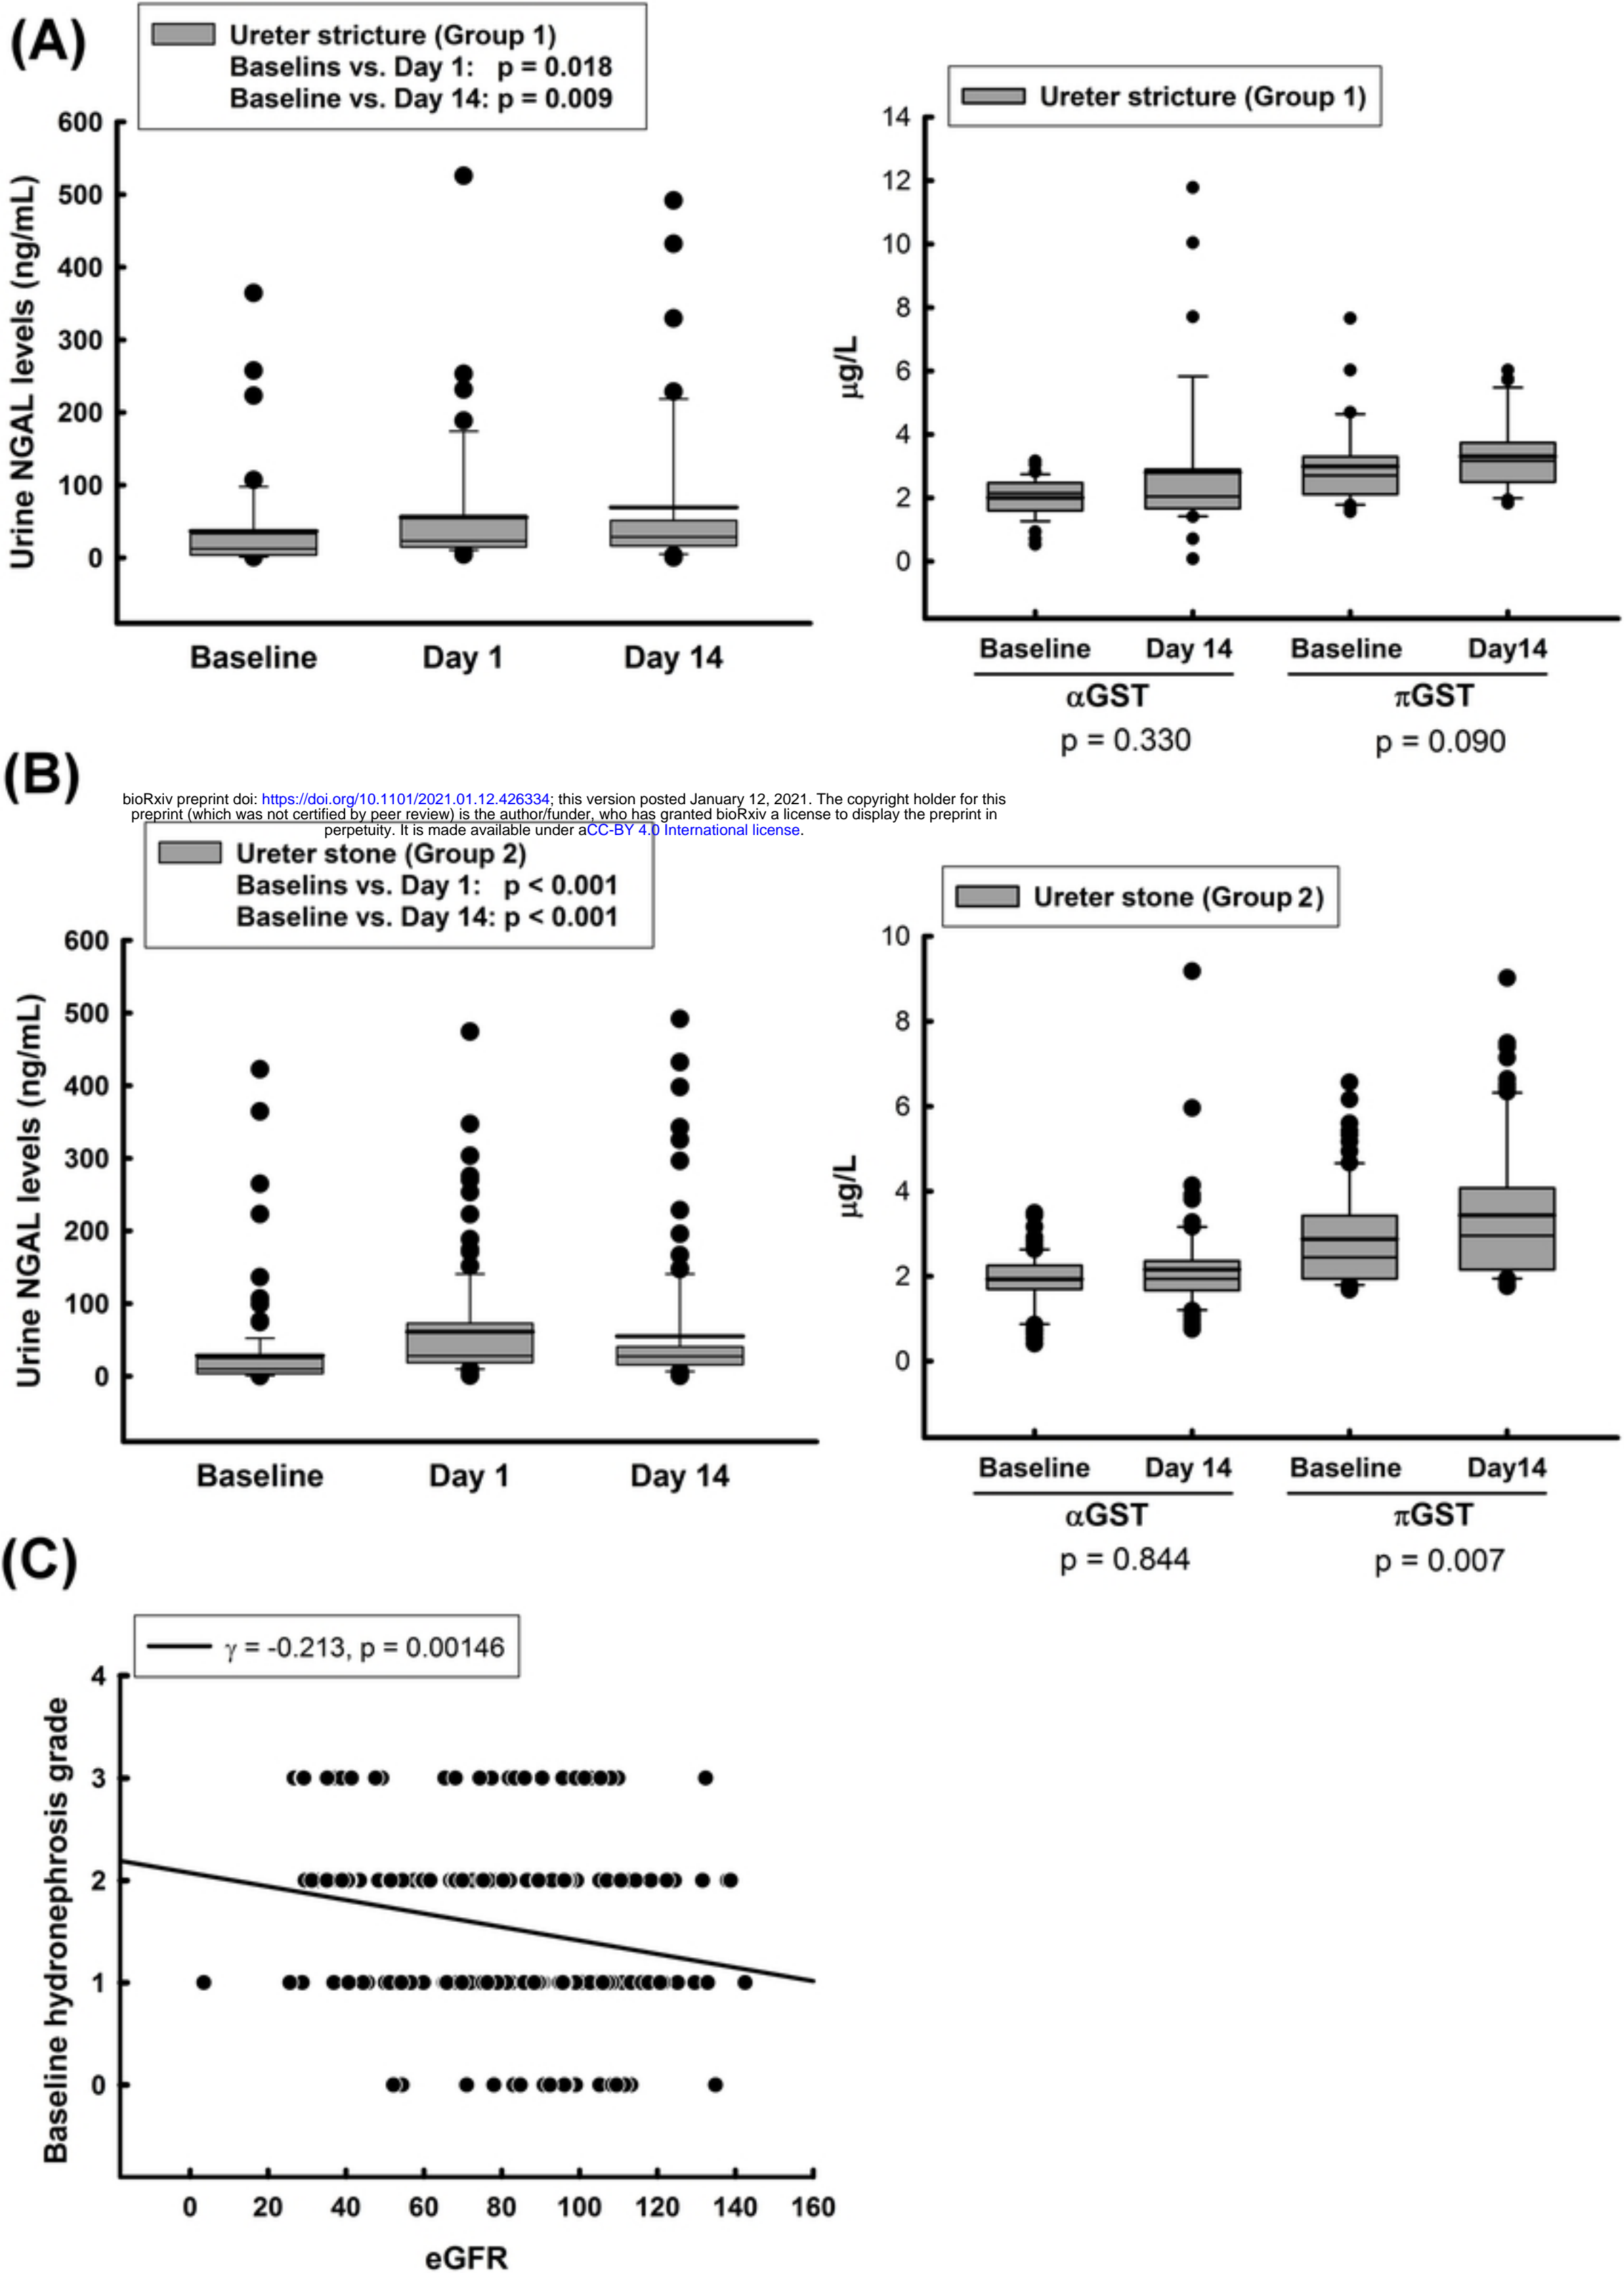 (A)
Ureter stricture (Group 1)
Baselins vs. Day 1: p = 0.018
Baseline vs. Day 14: p = 0.009
600
500
400
300
200
100
0
Urine NGAL levels (ng/mL)
Baseline Day 1 Day 14
Ureter stricture (Group 1)
14
12
10
8
6
4
2
0
µg/L
Baseline Day 14 Baseline Day14
αGST πGST
p = 0.330 p = 0.090
(B)
bioRxiv preprint doi: https://doi.org/10.1101/2021.01.12.426334; this version posted January 12, 2021. The copyright holder for this
preprint (which was not certified by peer review) is the author/funder, who has granted bioRxiv a license to display the preprint in
perpetuity. It is made available under aCC-BY 4.0 International license.
Ureter stone (Group 2)
Baselins vs. Day 1: p < 0.001
Baseline vs. Day 14: p < 0.001
600
500
400
300
200
100
0
Urine NGAL levels (ng/mL)
Baseline Day 1 Day 14
Ureter stone (Group 2)
10
8
6
4
2
0
µg/L
Baseline Day 14 Baseline Day14
αGST πGST
p = 0.844 p = 0.007
(C)
γ = -0.213, p = 0.00146
4
3
2
1
0
Baseline hydronephrosis grade
0 20 40 60 80 100 120 140 160
eGFR